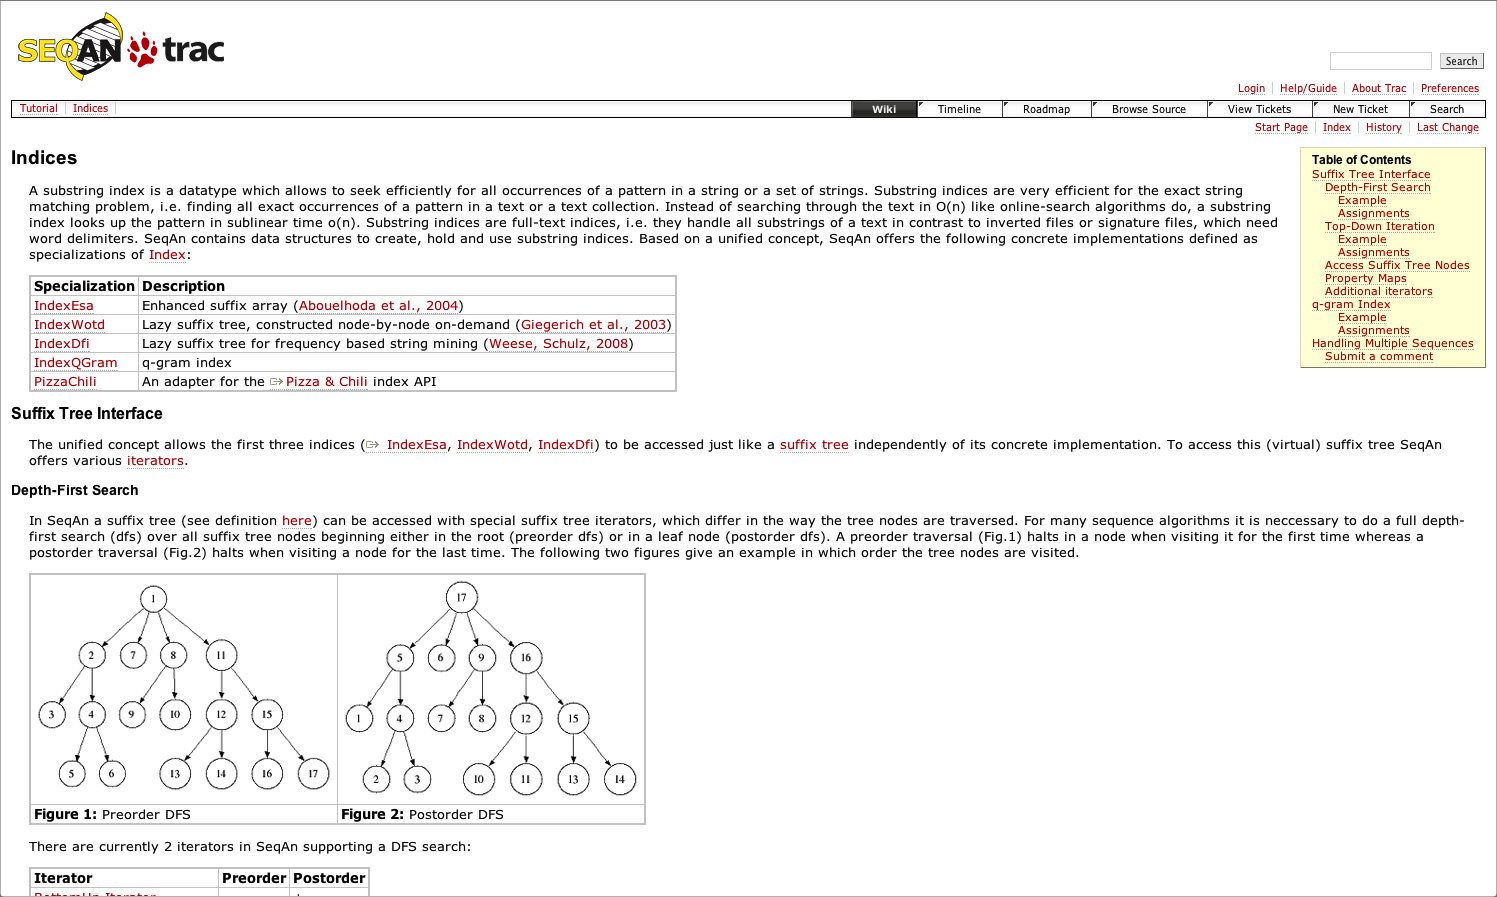 SEQAN trac
Search
Login Help/Guide About Trac Preferences
Tutorial Indices Wiki Timeline Roadmap Browse Source View Tickets New Ticket Search
Start Page Index History Last Change
Indices
A substring index is a datatype which allows to seek efficiently for all occurrences of a pattern in a string or a set of strings. Substring indices are very efficient for the exact string
matching problem, i.e. finding all exact occurrences of a pattern in a text or a text collection. Instead of searching through the text in O(n) like online-search algorithms do, a substring
index looks up the pattern in sublinear time o(n). Substring indices are full-text indices, i.e. they handle all substrings of a text in contrast to inverted files or signature files, which need
word delimiters. SeqAn contains data structures to create, hold and use substring indices. Based on a unified concept, SeqAn offers the following concrete implementations defined as
specializations of Index:
Table of Contents
Suffix Tree Interface
Depth-First Search
Example
Assignments
Top-Down Iteration
Example
Assignments
Access Suffix Tree Nodes
Property Maps
Additional iterators
q-gram Index
Example
Assignments
Handling Multiple Sequences
Submit a comment
Specialization Description
IndexEsa Enhanced suffix array (Abouelhoda et al., 2004)
IndexWotd Lazy suffix tree, constructed node-by-node on-demand (Giegerich et al., 2003)
IndexDfi Lazy suffix tree for frequency based string mining (Weese, Schulz, 2008)
IndexQGram q-gram index
PizzaChili An adapter for the Pizza & Chili index API
Suffix Tree Interface
The unified concept allows the first three indices ( IndexEsa, IndexWotd, IndexDfi) to be accessed just like a suffix tree independently of its concrete implementation. To access this (virtual) suffix tree SeqAn
offers various iterators.
Depth-First Search
In SeqAn a suffix tree (see definition here) can be accessed with special suffix tree iterators, which differ in the way the tree nodes are traversed. For many sequence algorithms it is neccessary to do a full depth-
first search (dfs) over all suffix tree nodes beginning either in the root (preorder dfs) or in a leaf node (postorder dfs). A preorder traversal (Fig.1) halts in a node when visiting it for the first time whereas a
postorder traversal (Fig.2) halts when visiting a node for the last time. The following two figures give an example in which order the tree nodes are visited.
1
2 7 8 11
3 4 9 10 12 15
5 6 13 14 16 17
Figure 1: Preorder DFS
17
5 6 9 16
1 4 7 8 12 15
2 3 10 11 13 14
Figure 2: Postorder DFS
There are currently 2 iterators in SeqAn supporting a DFS search:
Iterator Preorder Postorder
BottomUp Iterator